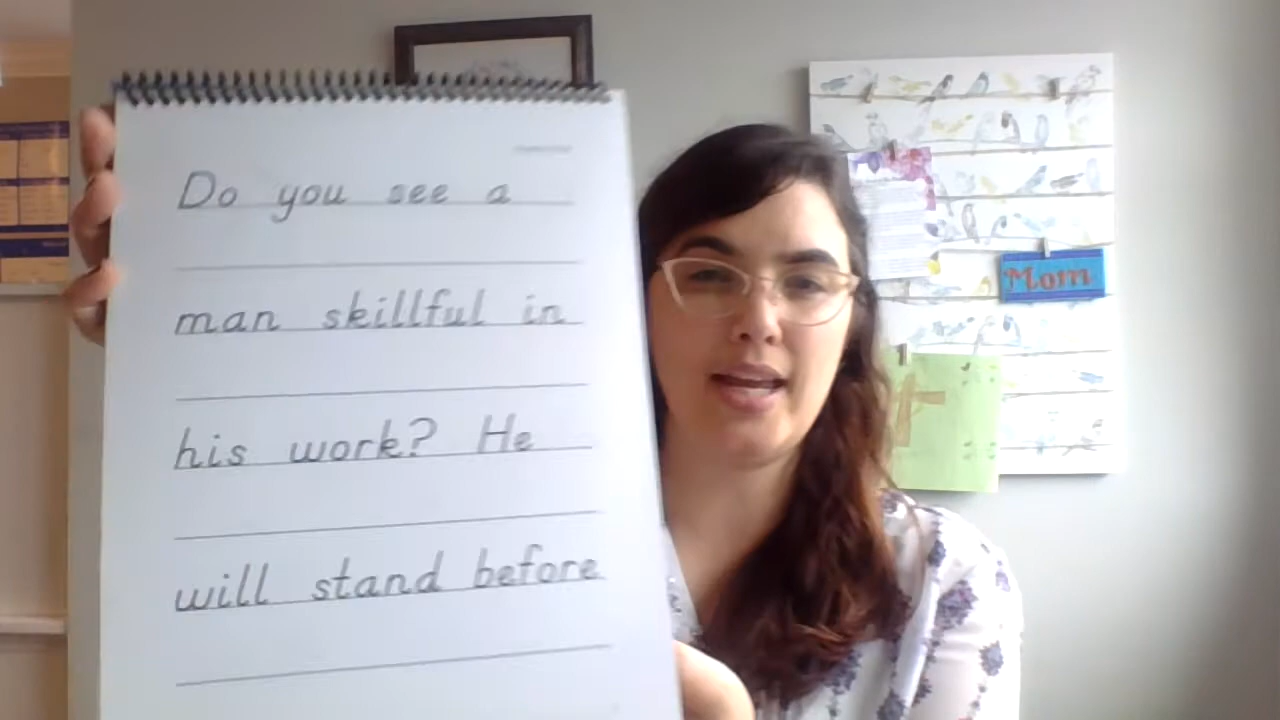 Do you see a
man skillful in
his work? He
will stand before
Mom